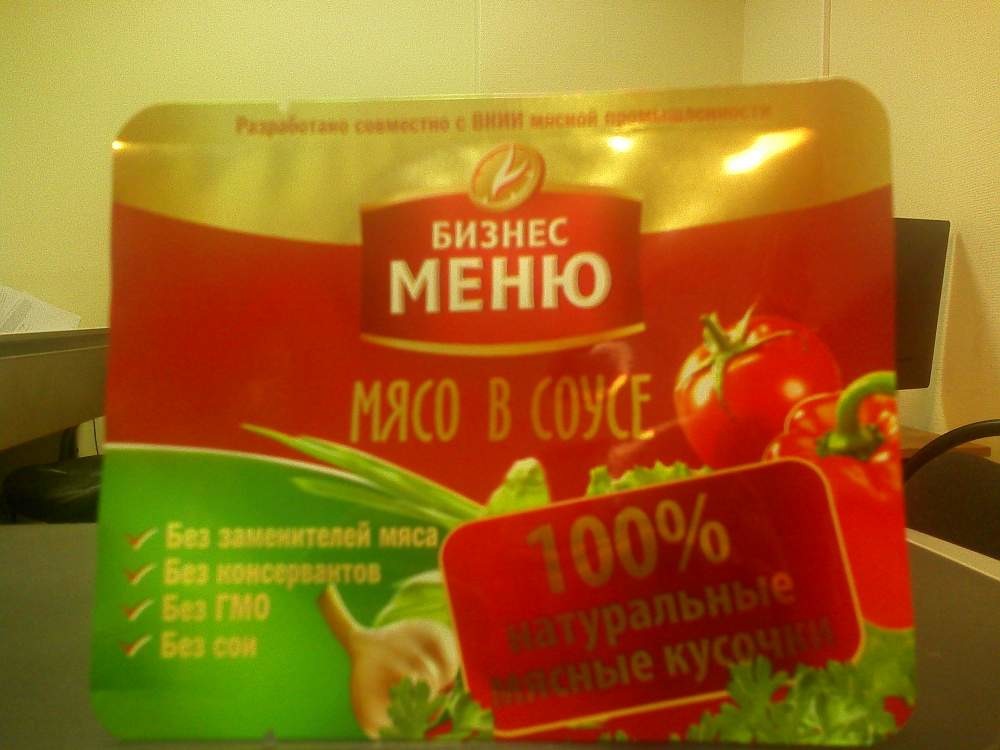 Разработано совместно с ВНИИ мясной промышленности
БИЗНЕС
МЕНЮ
МЯСО В СОУСЕ
Без заменителей мяса
Без консервантов
Без ГМО
Без сои
100%
натуральные
мясные кусочки